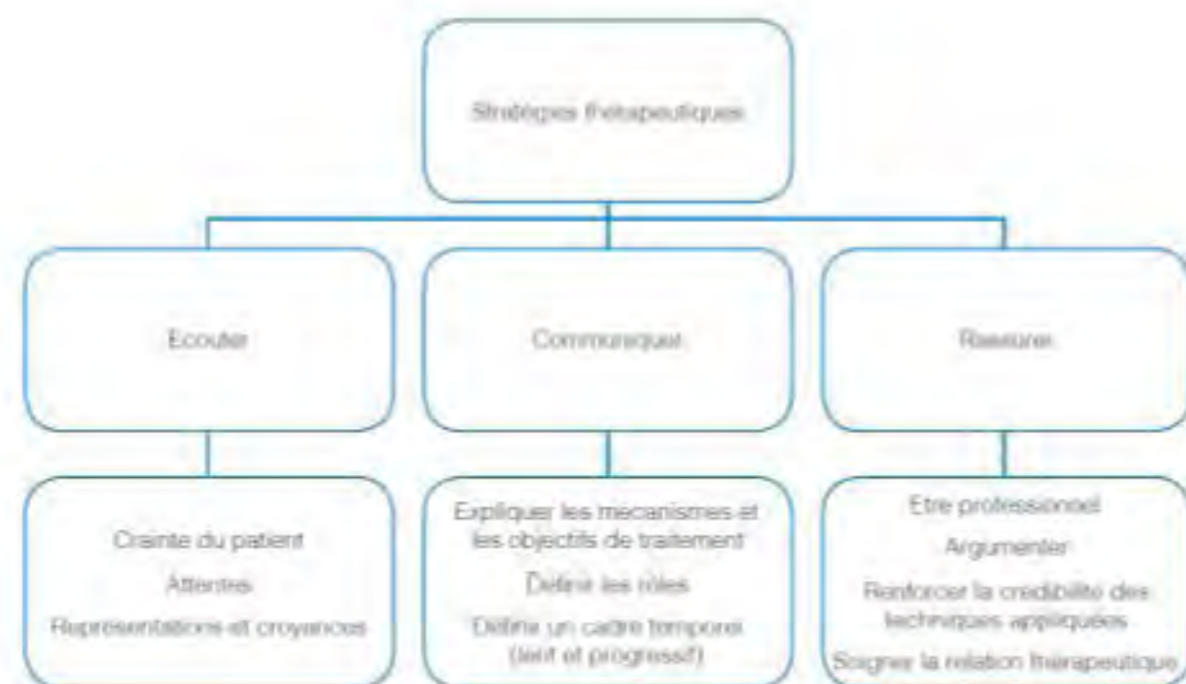 Stratégies thérapeutiques
Ecouter
Communiquer
Rassurer
Crainte du patient
Attentes
Représentations et croyances
Expliquer les mécanismes et
les objectifs de traitement
Définir les rôles
Définir un cadre temporel
(lent et progressif)
Etre professionnel
Argumenter
Renforcer la crédibilité des
techniques appliquées
Soigner la relation thérapeutique